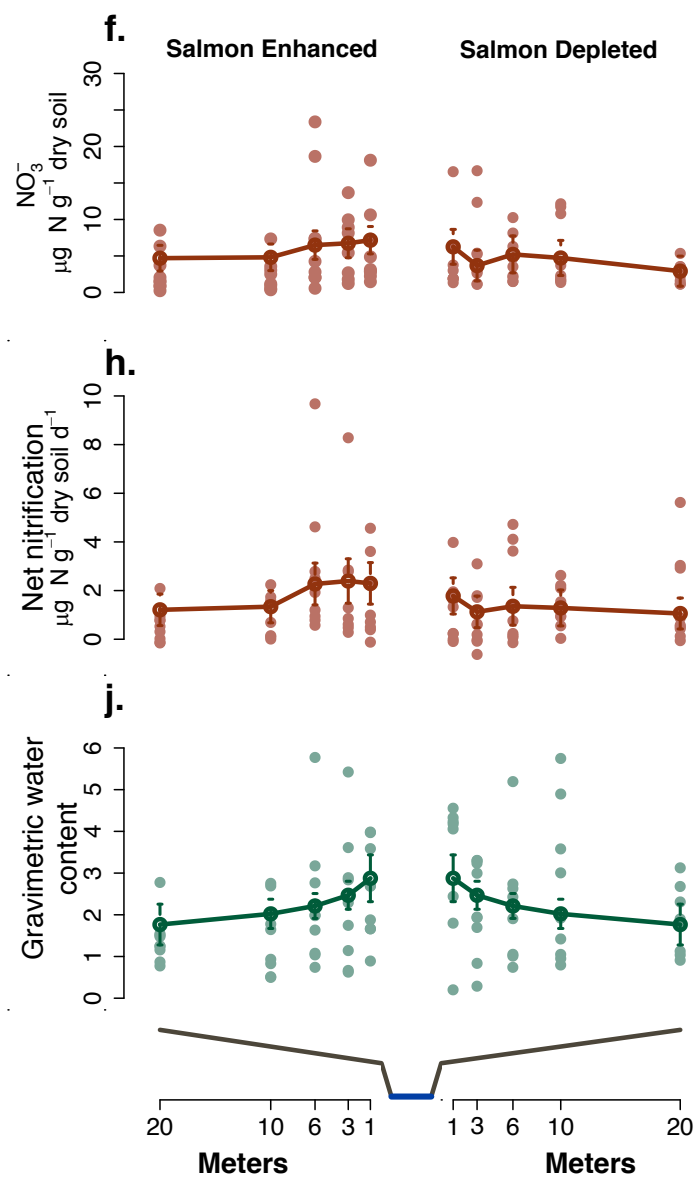 f.
Salmon Enhanced Salmon Depleted
NO₃⁻
µg N g⁻¹ dry soil
30
20
10
0
h.
Net nitrification
µg N g⁻¹ dry soil d⁻¹
10
8
6
4
2
0
j.
Gravimetric water
content
6
5
4
3
2
1
0
20 10 6 3 1 1 3 6 10 20
Meters Meters